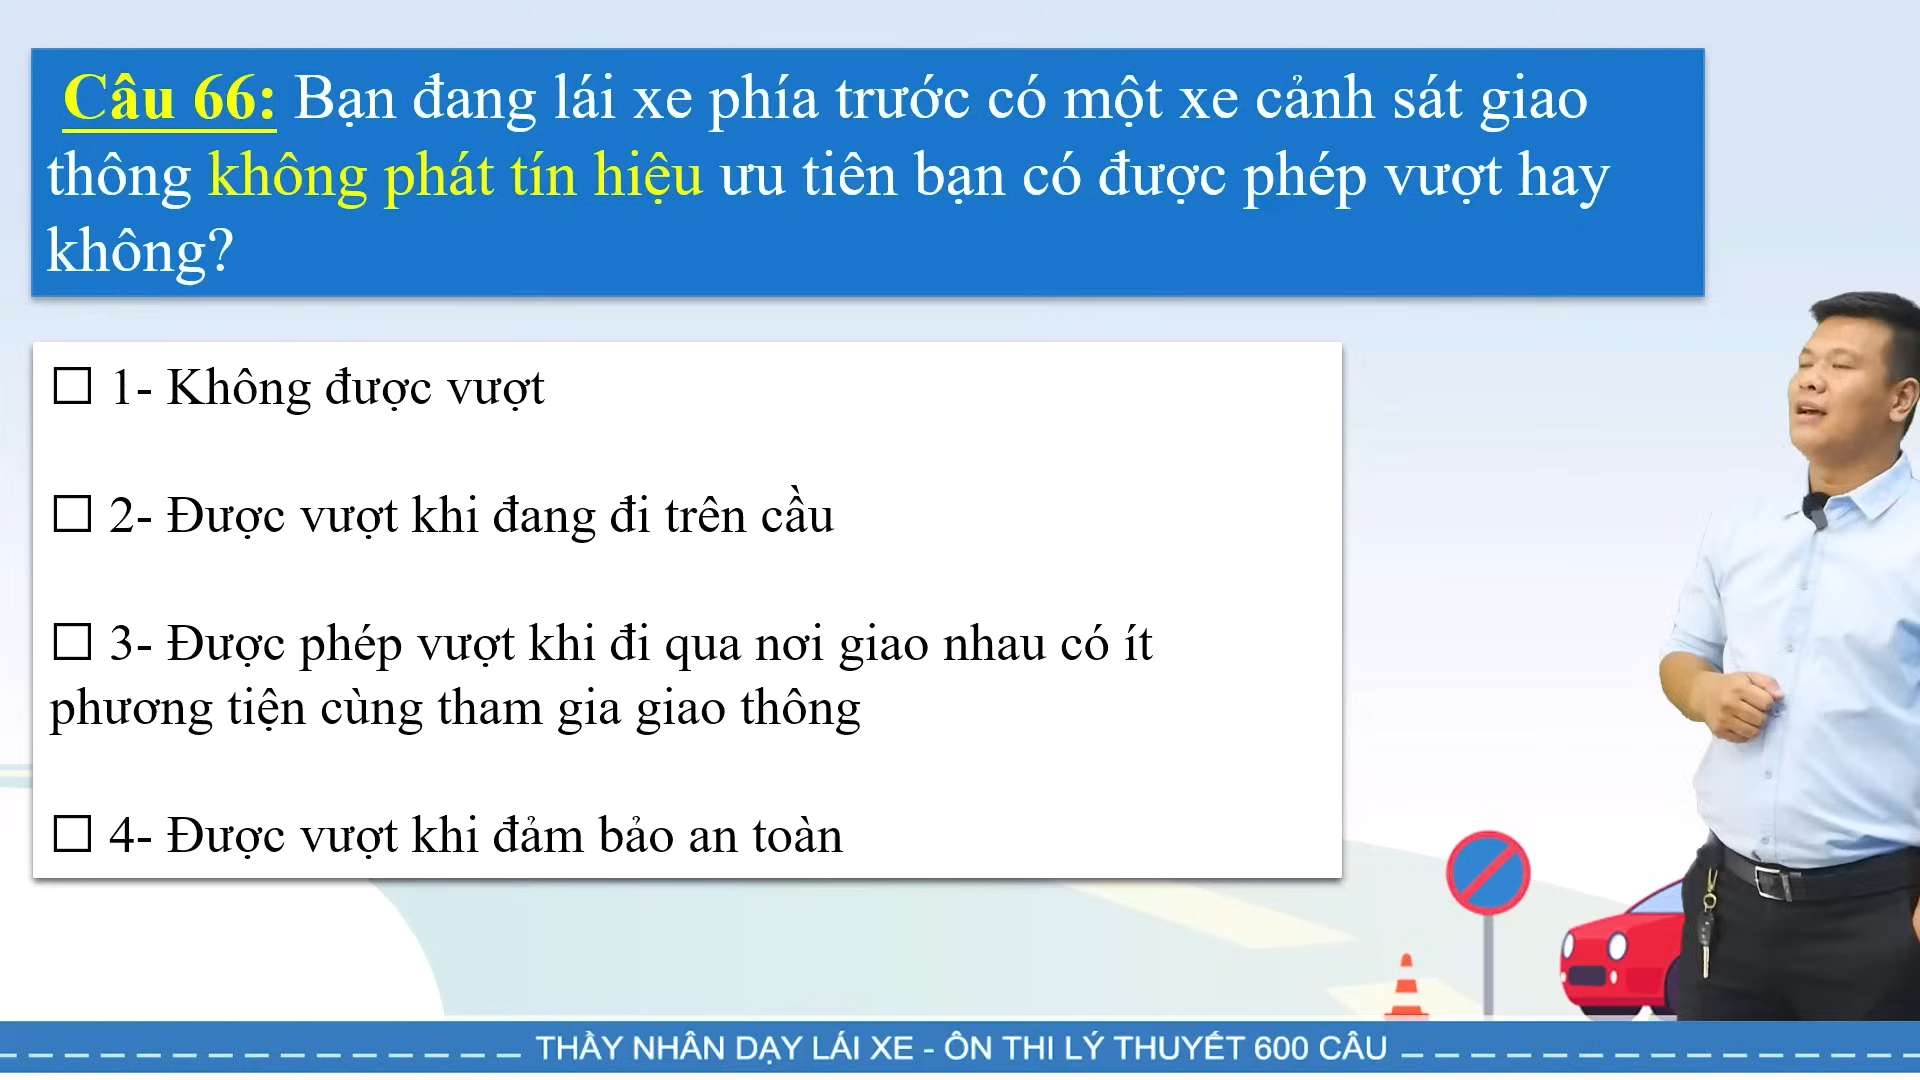 Câu 66: Bạn đang lái xe phía trước có một xe cảnh sát giao
thông không phát tín hiệu ưu tiên bạn có được phép vượt hay
không?
☐ 1- Không được vượt
☐ 2- Được vượt khi đang đi trên cầu
☐ 3- Được phép vượt khi đi qua nơi giao nhau có ít
phương tiện cùng tham gia giao thông
☐ 4- Được vượt khi đảm bảo an toàn
THẦY NHÂN DẠY LÁI XE - ÔN THI LÝ THUYẾT 600 CÂU